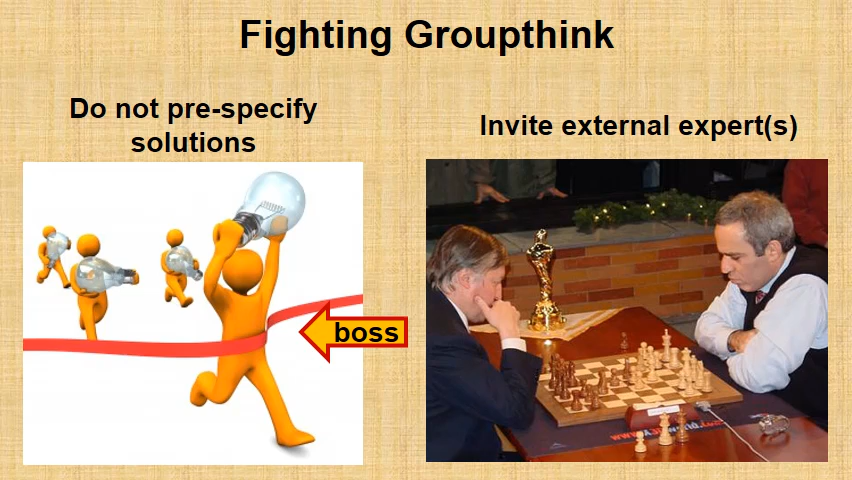 Fighting Groupthink
Do not pre-specify
solutions
Invite external expert(s)
boss